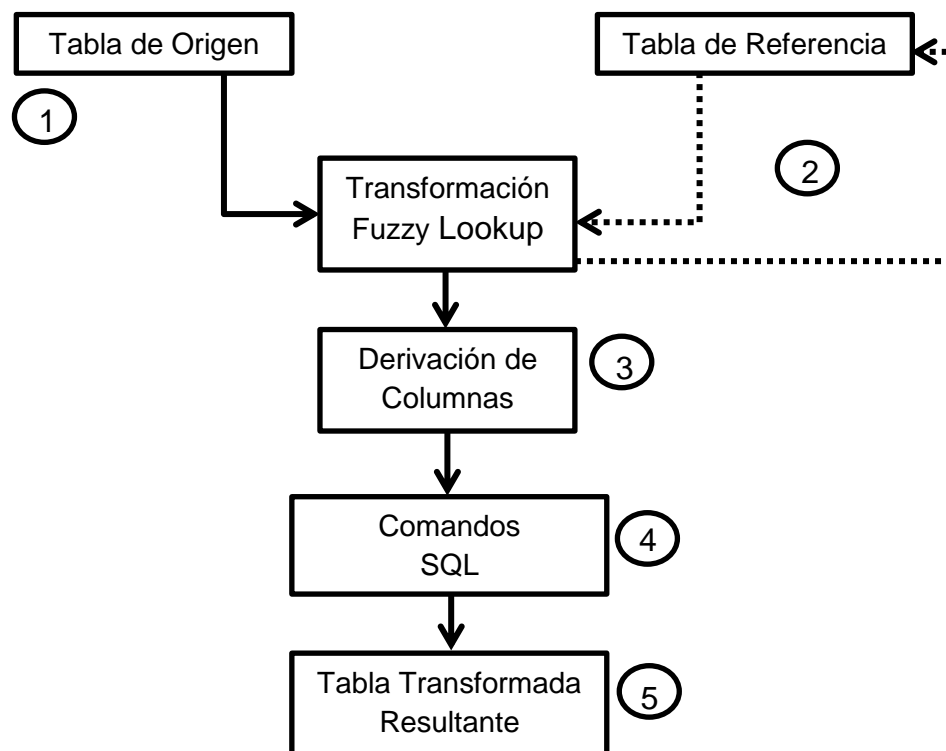 Tabla de Origen
Tabla de Referencia
1
2
Transformación
Fuzzy Lookup
Derivación de
Columnas
3
Comandos
SQL
4
Tabla Transformada
Resultante
5